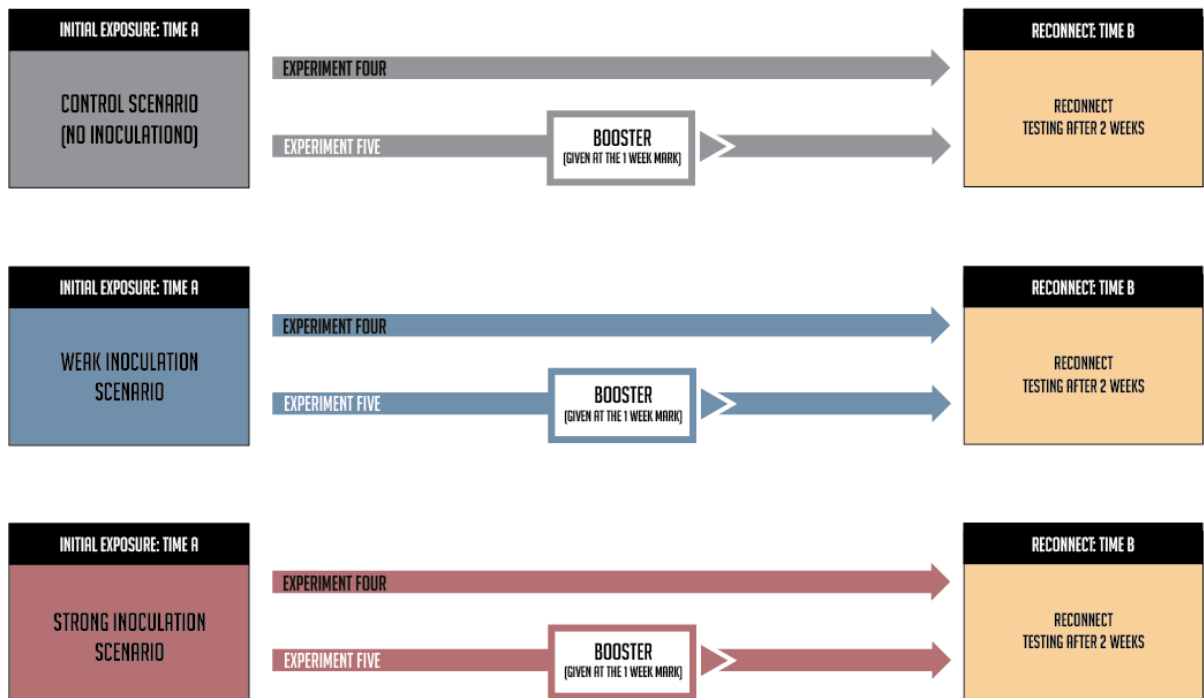 INITIAL EXPOSURE: TIME A
CONTROL SCENARIO
(NO INOCULATIONO)
EXPERIMENT FOUR
EXPERIMENT FIVE
BOOSTER
(GIVEN AT THE 1 WEEK MARK)
RECONNECT: TIME B
RECONNECT
TESTING AFTER 2 WEEKS
INITIAL EXPOSURE: TIME A
WEAK INOCULATION
SCENARIO
EXPERIMENT FOUR
EXPERIMENT FIVE
BOOSTER
(GIVEN AT THE 1 WEEK MARK)
RECONNECT: TIME B
RECONNECT
TESTING AFTER 2 WEEKS
INITIAL EXPOSURE: TIME A
STRONG INOCULATION
SCENARIO
EXPERIMENT FOUR
EXPERIMENT FIVE
BOOSTER
(GIVEN AT THE 1 WEEK MARK)
RECONNECT: TIME B
RECONNECT
TESTING AFTER 2 WEEKS